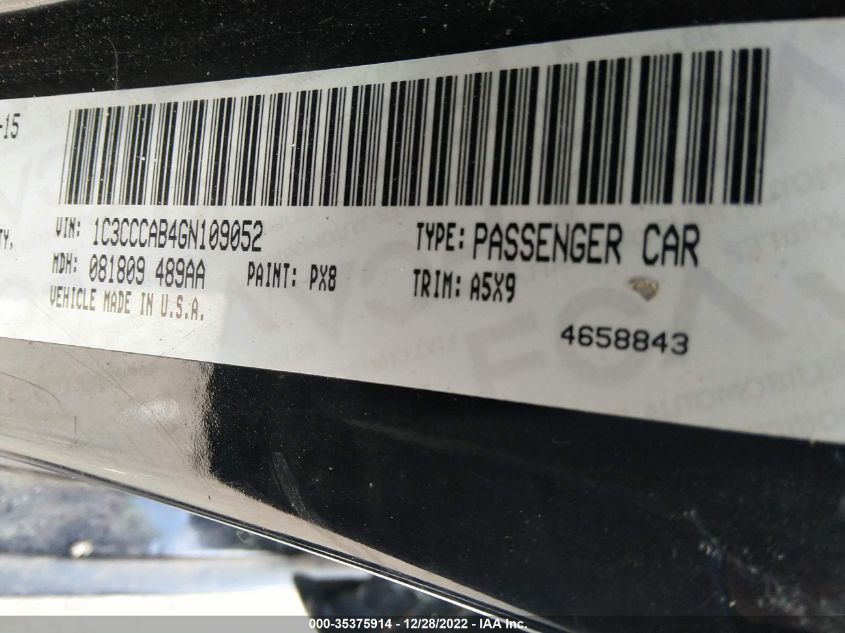 -15
TY.
VIN: 1C3CCCAB4GN109052
TYPE: PASSENGER CAR
MDH: 081809 489AA
PAINT: PX8
TRIM: A5X9
VEHICLE MADE IN U.S.A.
4658843
000-35375914 - 12/28/2022 - IAA Inc.